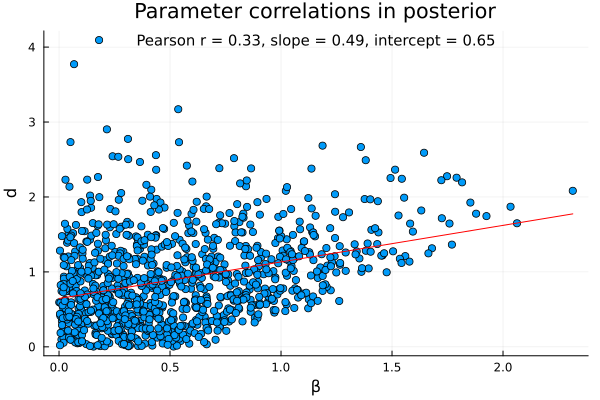 Parameter correlations in posterior
Pearson r = 0.33, slope = 0.49, intercept = 0.65
4
3
2
1
0
d
0.0 0.5 1.0 1.5 2.0
β